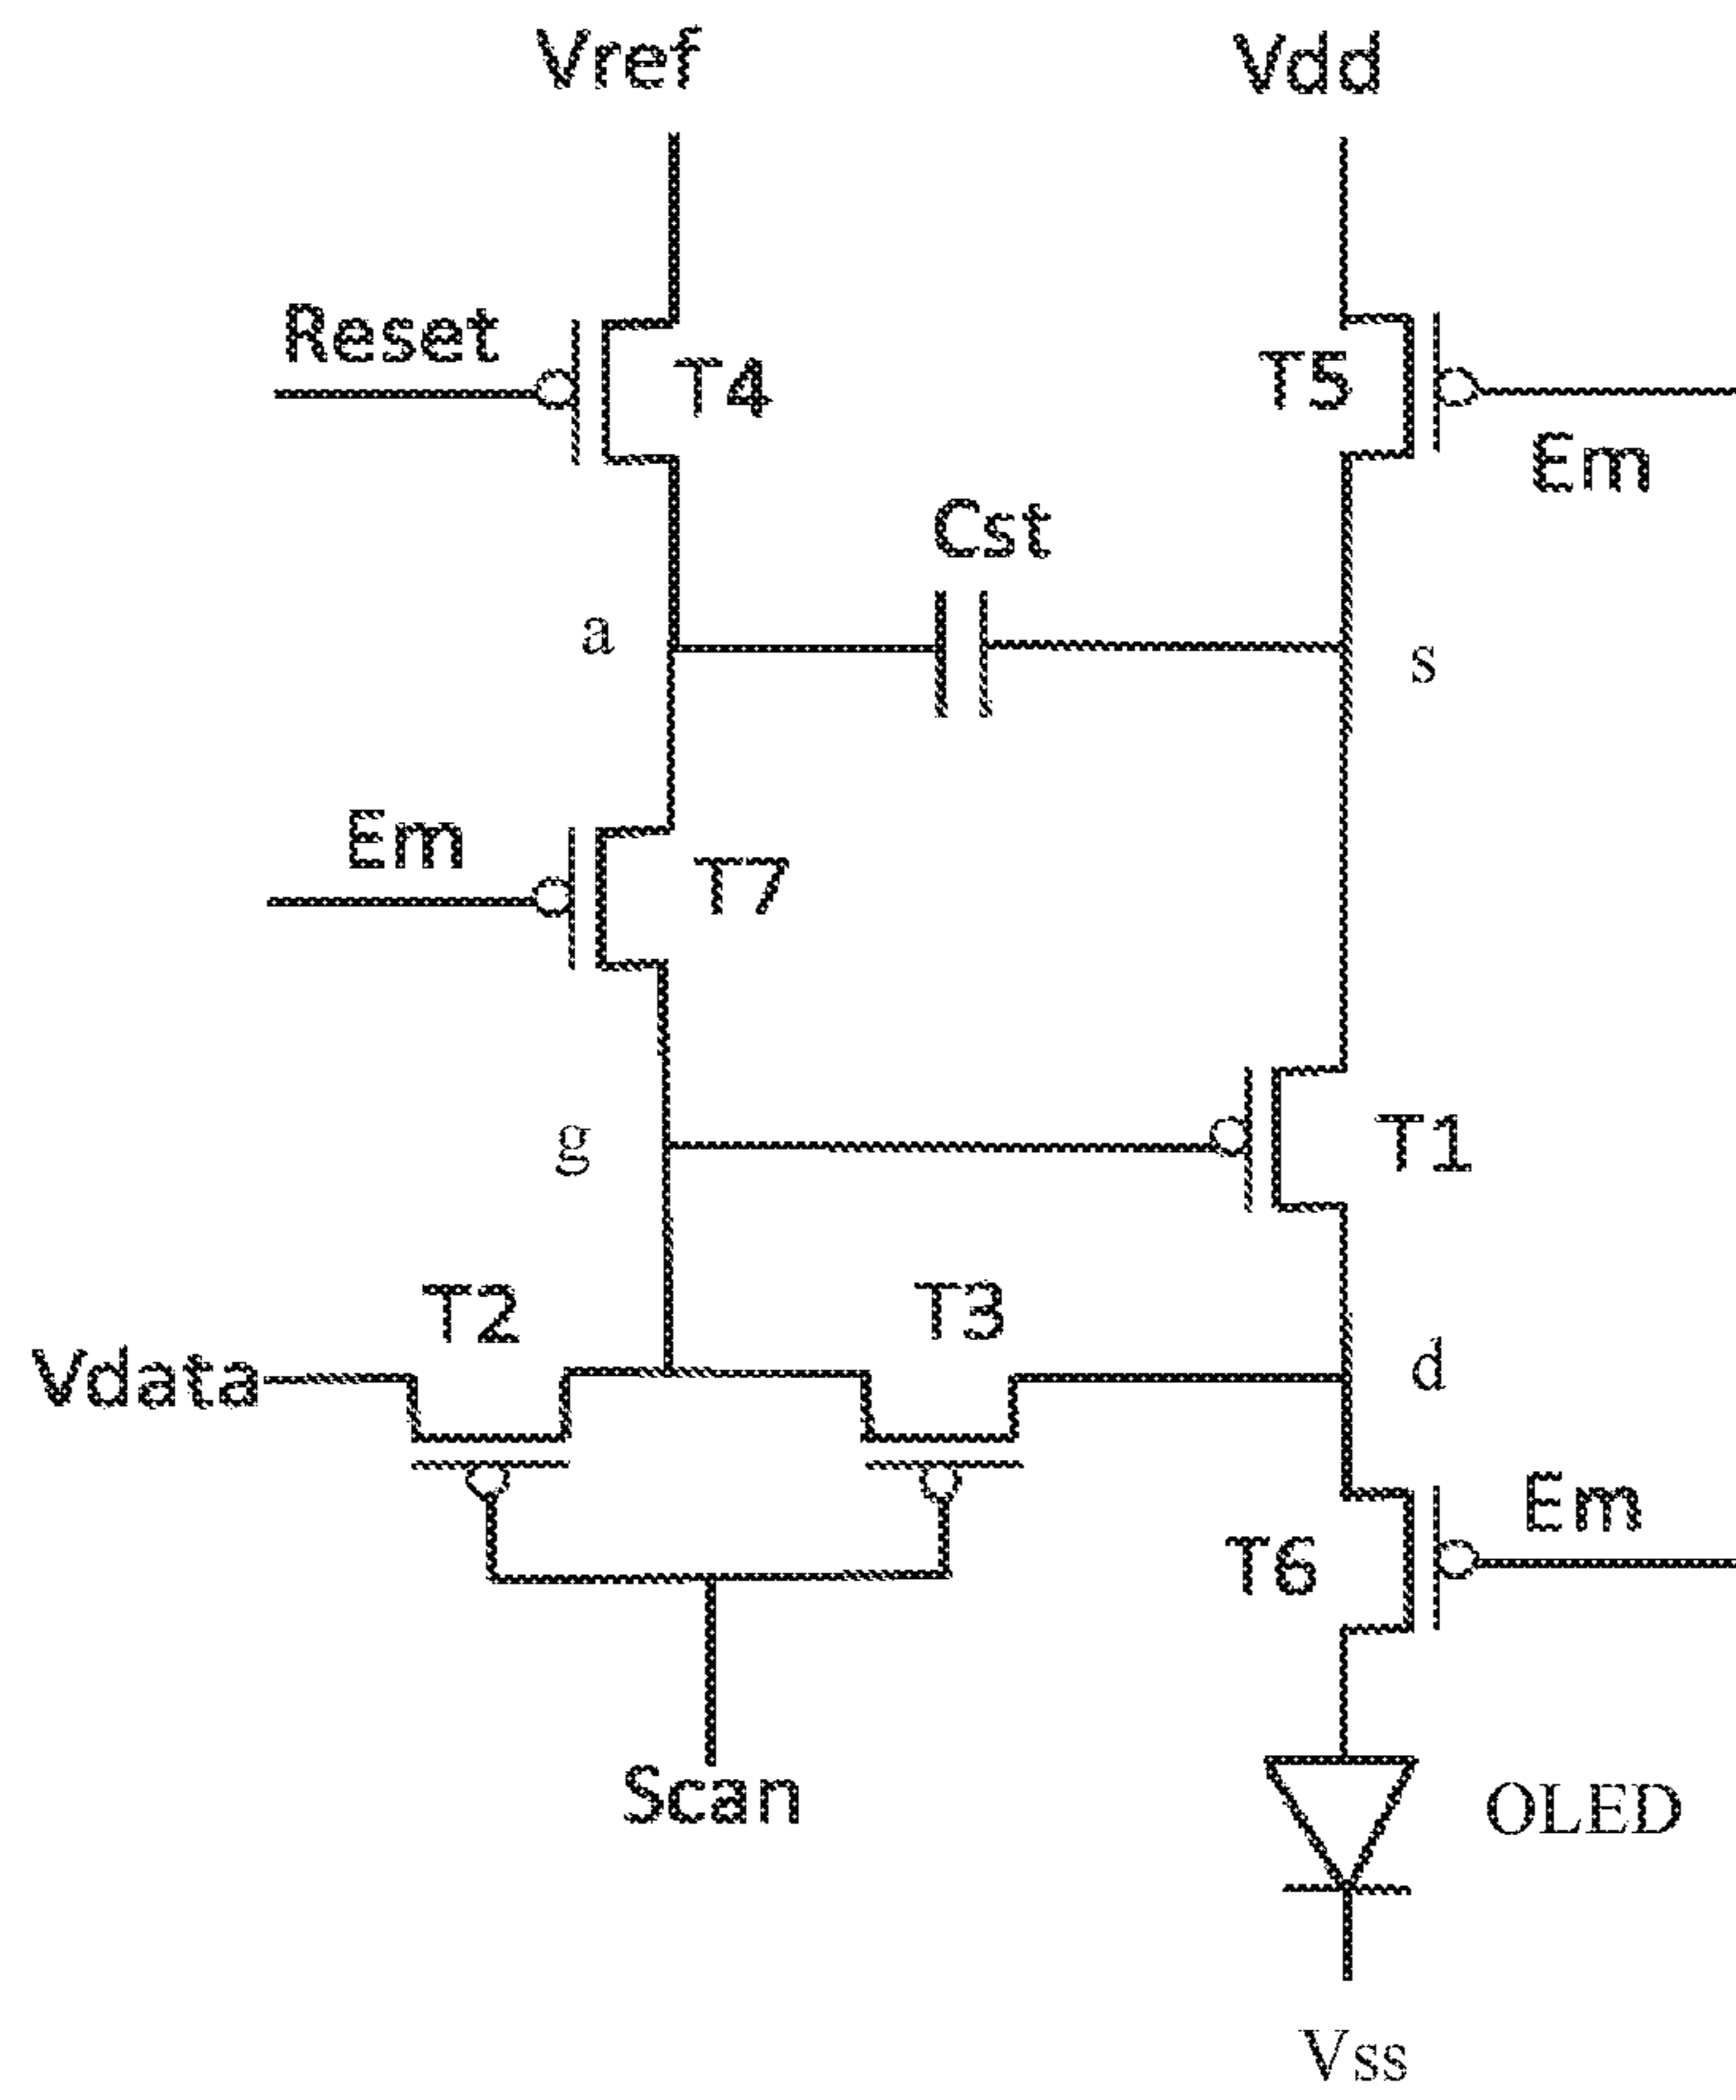 Vref
Vdd
Reset
T4
T5
Em
Cst
a
s
Em
T7
g
T1
T2
T3
Vdata
d
Em
T6
Scan
OLED
Vss